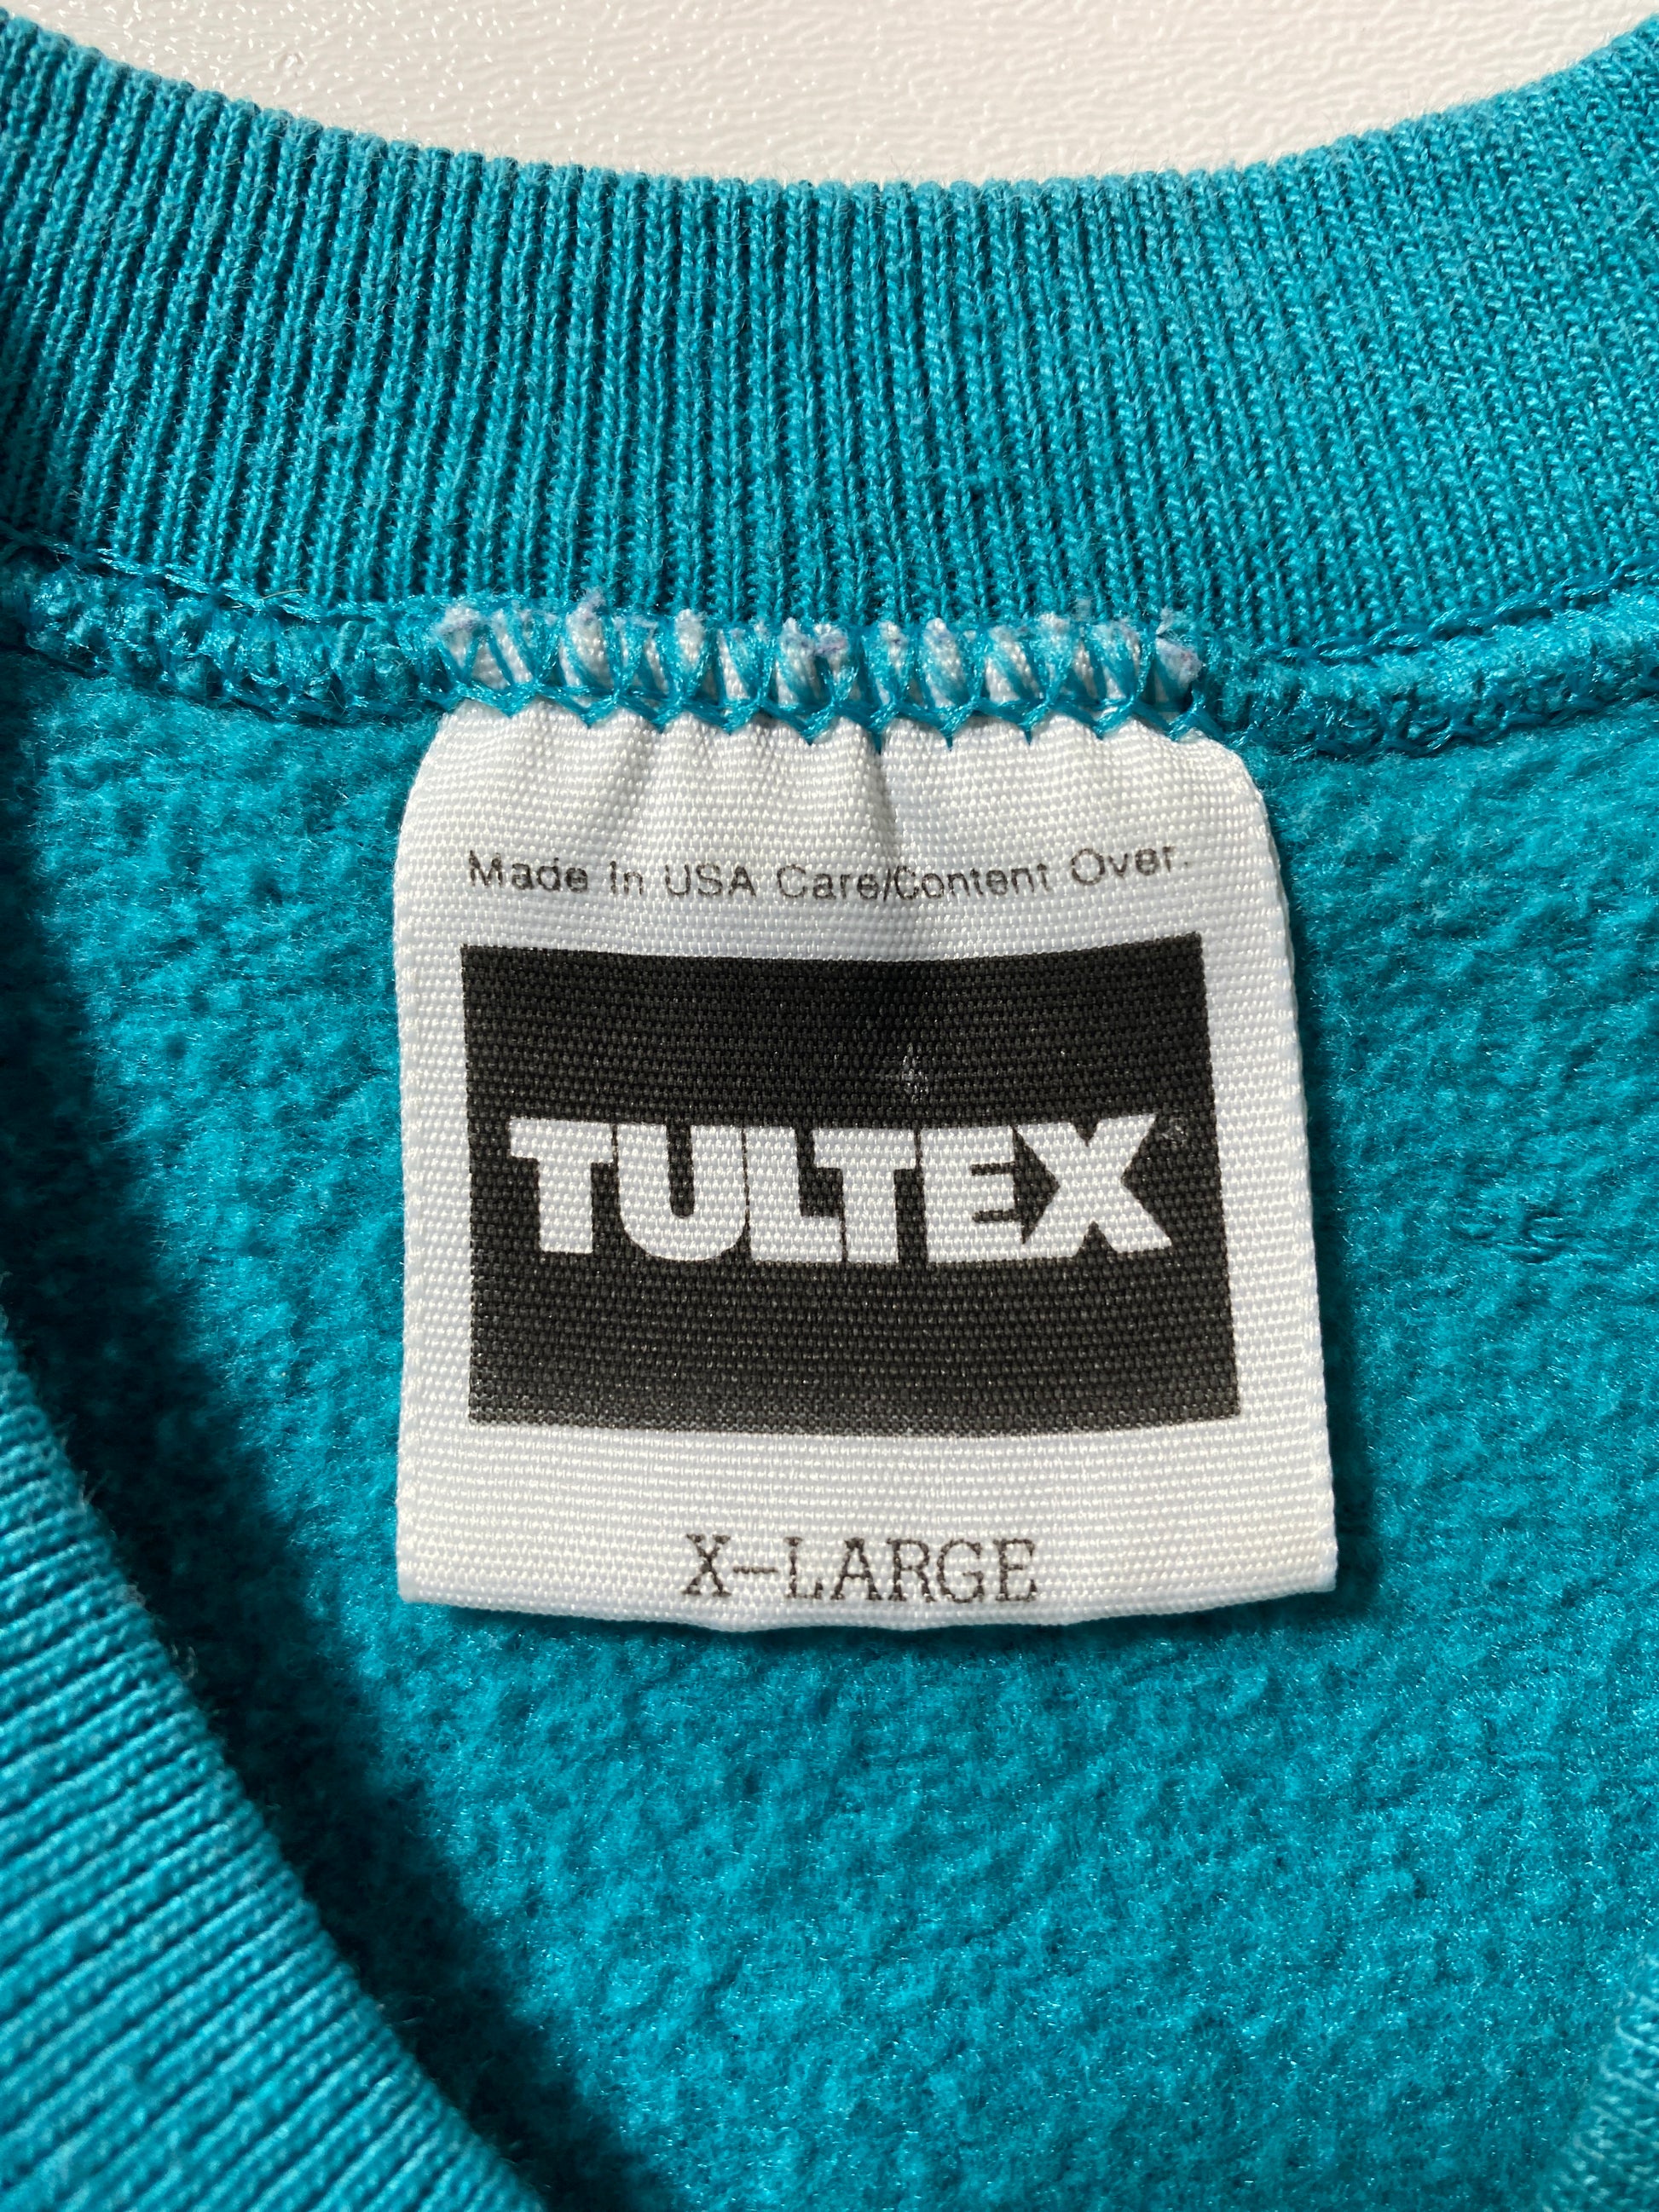 Made In USA Care/Content Over.
TULTEX
X-LARGE